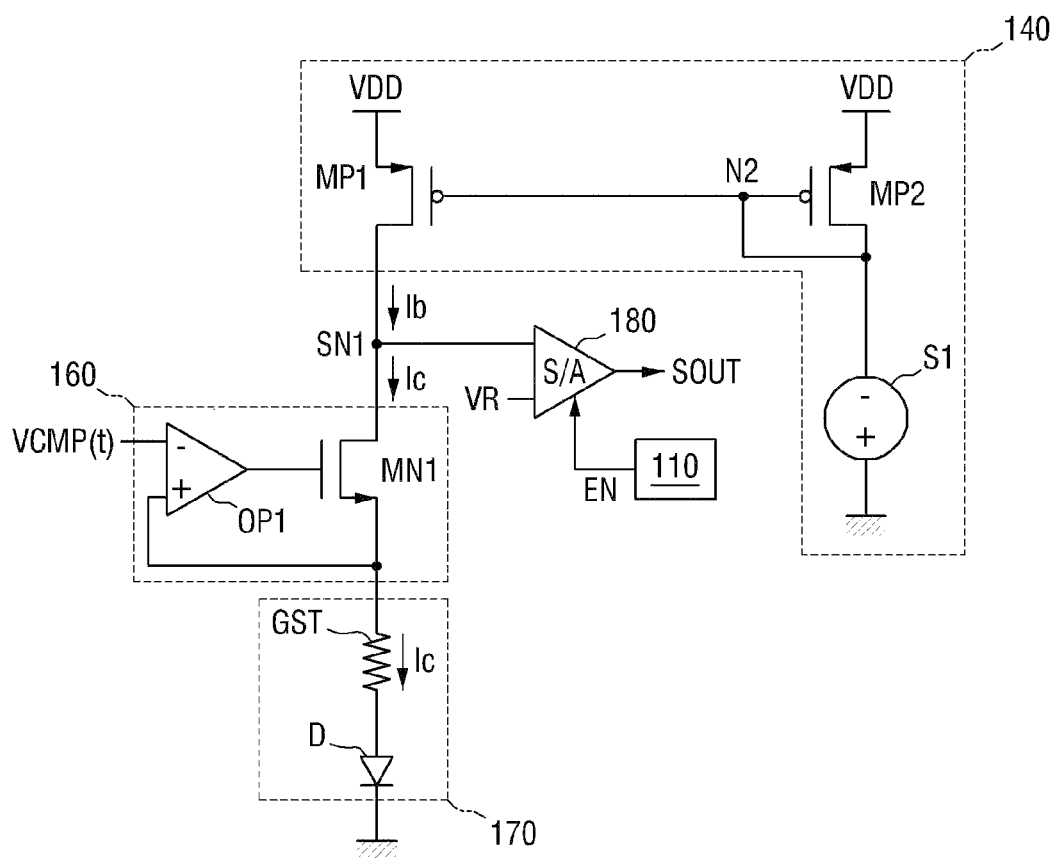 140
VDD
VDD
MP1
N2
MP2
Ib
SN1
180
S/A
SOUT
S1
160
Ic
VR
-
VCMP(t)
-
MN1
110
EN
+
+
OP1
GST
Ic
D
170